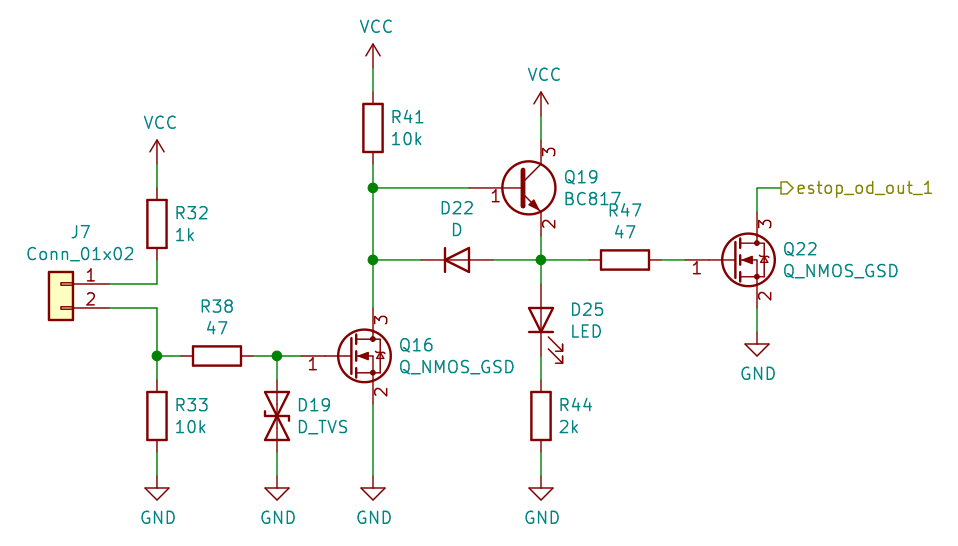 VCC
VCC
R41
10k
VCC
3
Q19
BC817
1
2
R32
1k
J7
Conn_01x02
1
2
D22
D
R47
47
estop_od_out_1
3
Q22
Q_NMOS_GSD
1
2
GND
R38
47
3
Q16
Q_NMOS_GSD
1
2
D25
LED
R33
10k
D19
D_TVS
R44
2k
GND
GND
GND
GND